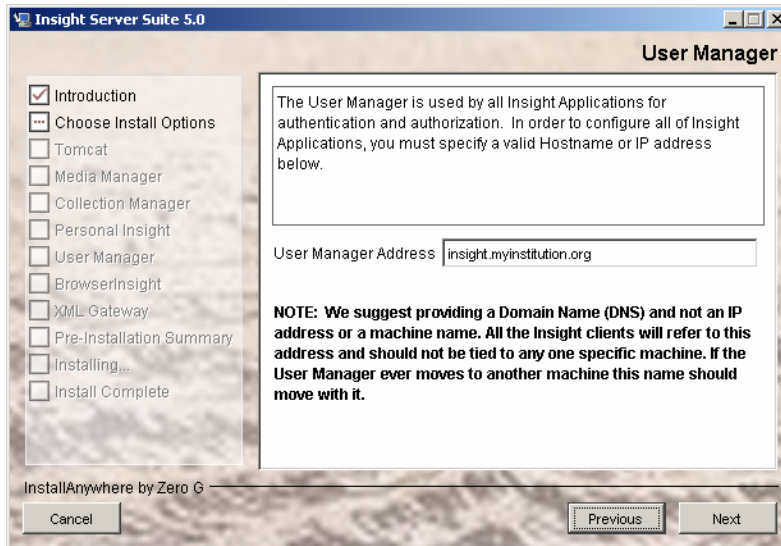 Insight Server Suite 5.0
User Manager
Introduction
Choose Install Options
Tomcat
Media Manager
Collection Manager
Personal Insight
User Manager
BrowserInsight
XML Gateway
Pre-Installation Summary
Installing...
Install Complete
The User Manager is used by all Insight Applications for
authentication and authorization.  In order to configure all of Insight
Applications, you must specify a valid Hostname or IP address
below.
User Manager Address insight.myinstitution.org
NOTE:  We suggest providing a Domain Name (DNS) and not an IP
address or a machine name. All the Insight clients will refer to this
address and should not be tied to any one specific machine. If the
User Manager ever moves to another machine this name should
move with it.
InstallAnywhere by Zero G
Cancel Previous Next